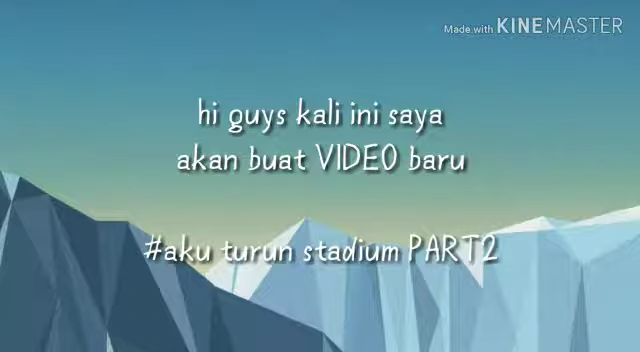 Made with KINEMASTER
hi guys kali ini saya
akan buat VIDEO baru
#aku turun stadium PART2